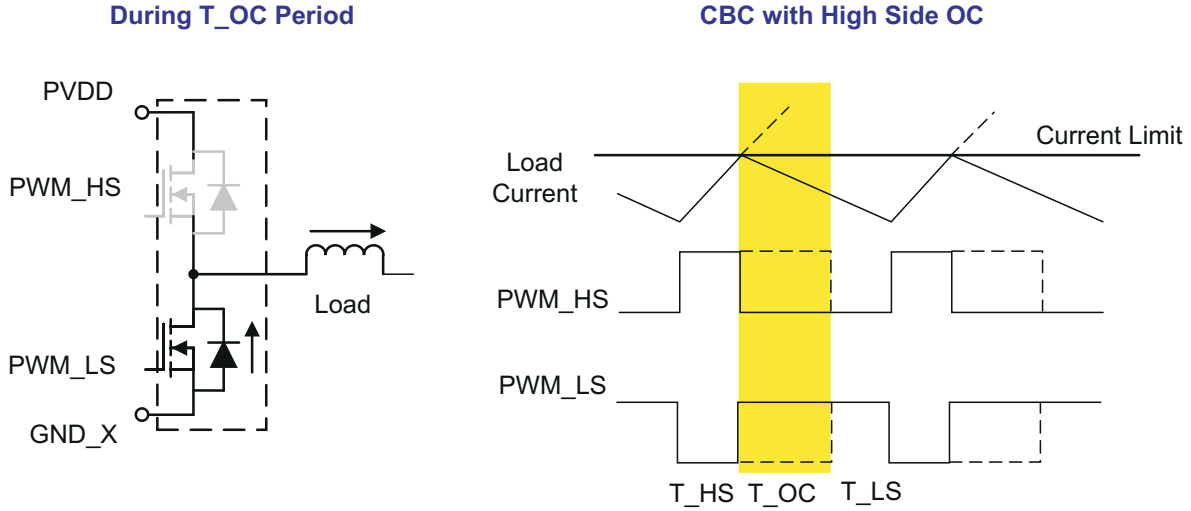 During T_OC Period
PVDD
PWM_HS
Load
PWM_LS
GND_X
CBC with High Side OC
Current Limit
Load
Current
PWM_HS
PWM_LS
T_HS T_OC T_LS